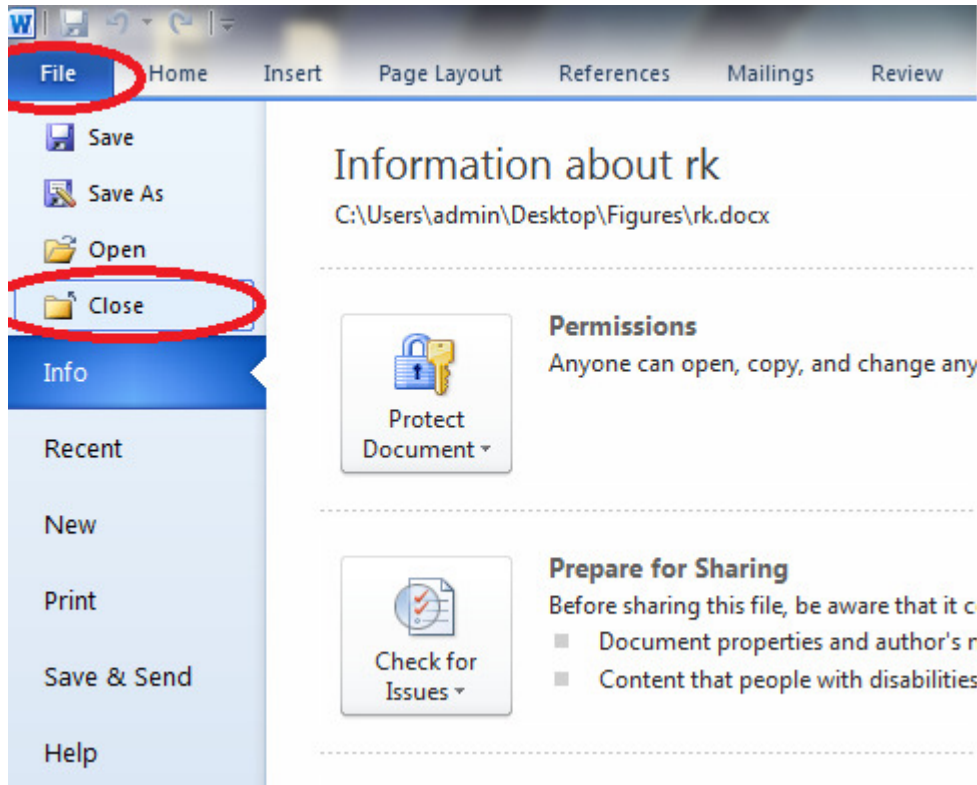 W
File Home Insert Page Layout References Mailings Review
Save
Save As
Open
Close
Info
Recent
New
Print
Save & Send
Help
Information about rk
C:\Users\admin\Desktop\Figures\rk.docx
Protect
Document
Permissions
Anyone can open, copy, and change any
Check for
Issues
Prepare for Sharing
Before sharing this file, be aware that it
Document properties and author's
Content that people with disabilities